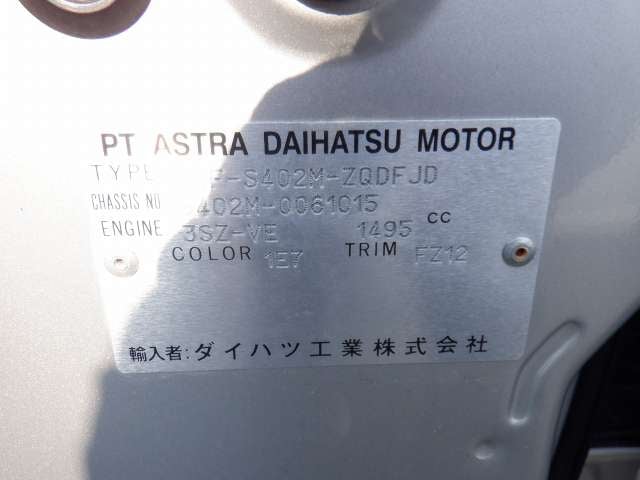 PT ASTRA DAIHATSU MOTOR
TYPE F-S402M-ZQDFJD
CHASSIS NO 402M-0061015
ENGINE 3SZ-VE 1495 cc
COLOR 1E7 TRIM FZ12
輸入者:ダイハツ工業株式会社